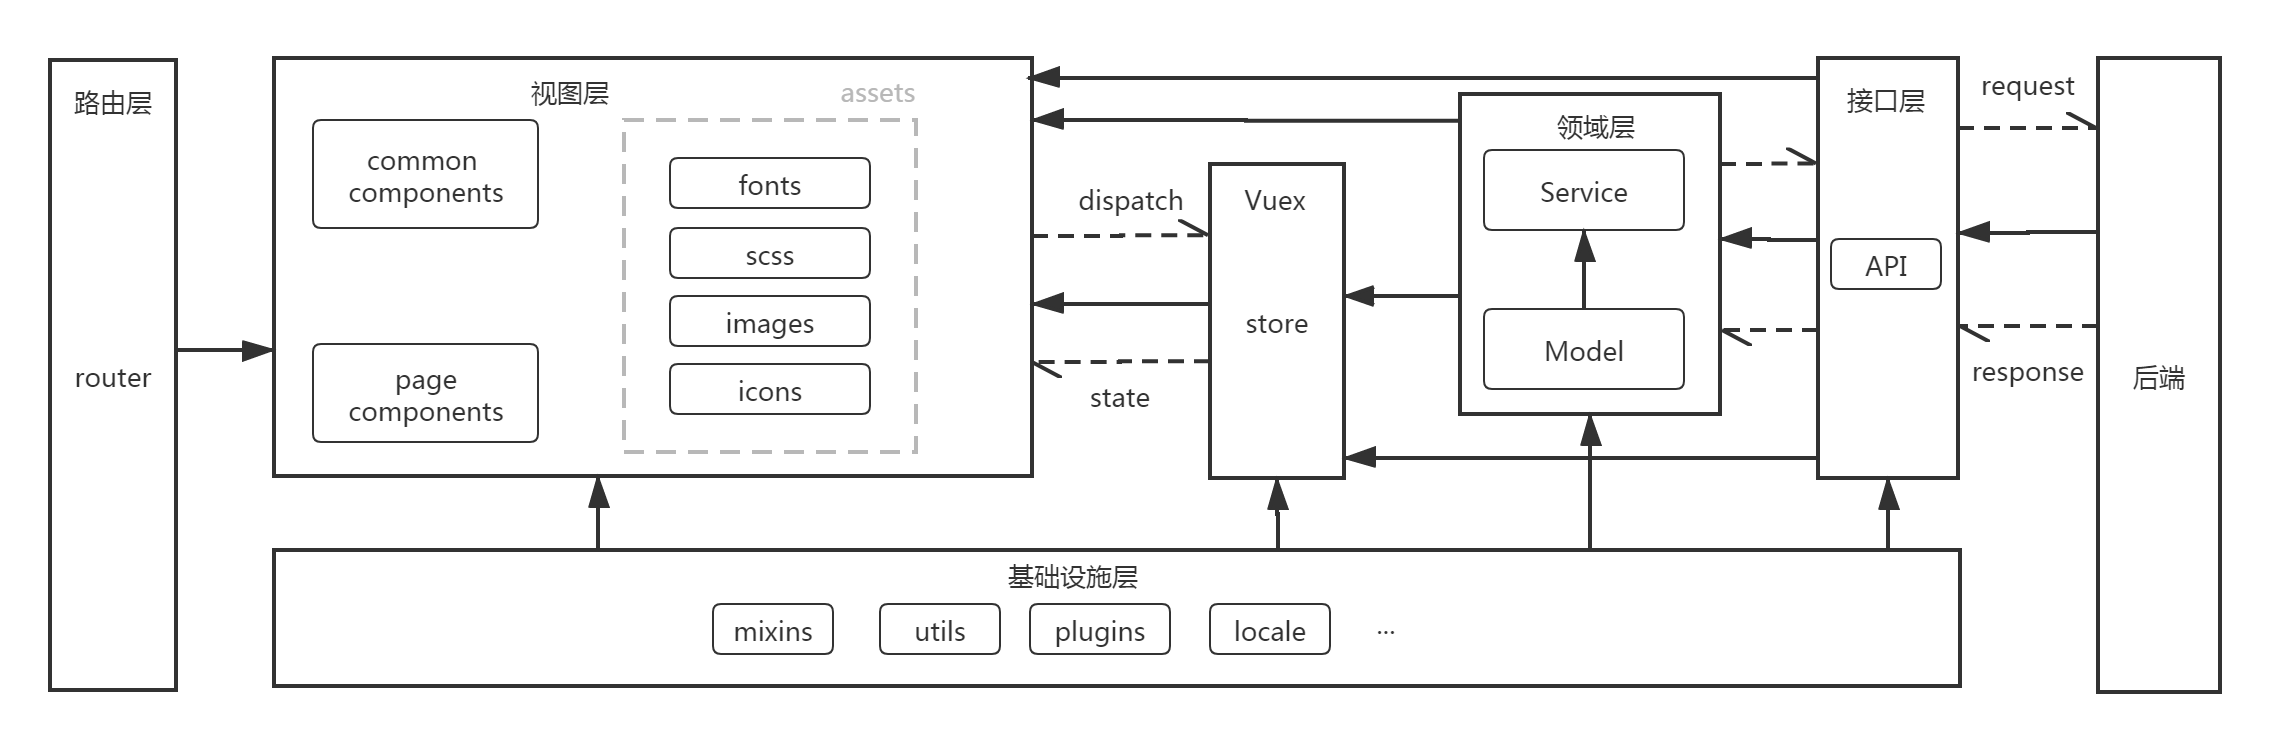 路由层
router
视图层
common
components
page
components
assets
fonts
scss
images
icons
dispatch
state
Vuex
store
领域层
Service
Model
接口层
API
request
response
后端
基础设施层
mixins
utils
plugins
locale
...